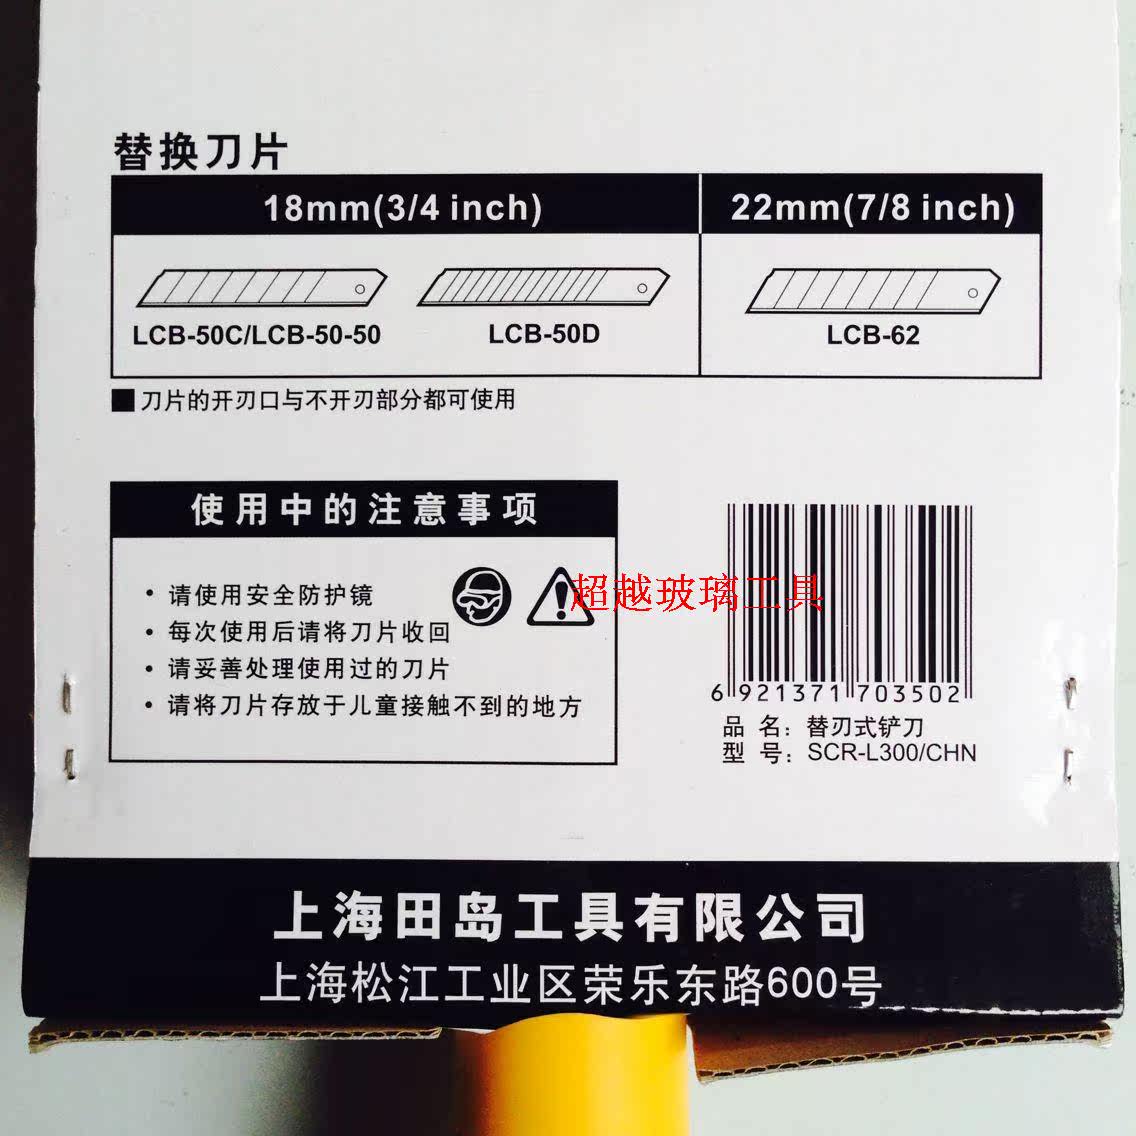 替换刀片
18mm(3/4 inch)
22mm(7/8 inch)
LCB-50C/LCB-50-50
LCB-50D
LCB-62
■刀片的开刃口与不开刃部分都可使用
使用中的注意事项
• 请使用安全防护镜
• 每次使用后请将刀片收回
• 请妥善处理使用过的刀片
• 请将刀片存放于儿童接触不到的地方
超越玻璃工具
6 921371 703502
品 名：替刃式铲刀
型 号：SCR-L300/CHN
上海田岛工具有限公司
上海松江工业区荣乐东路600号